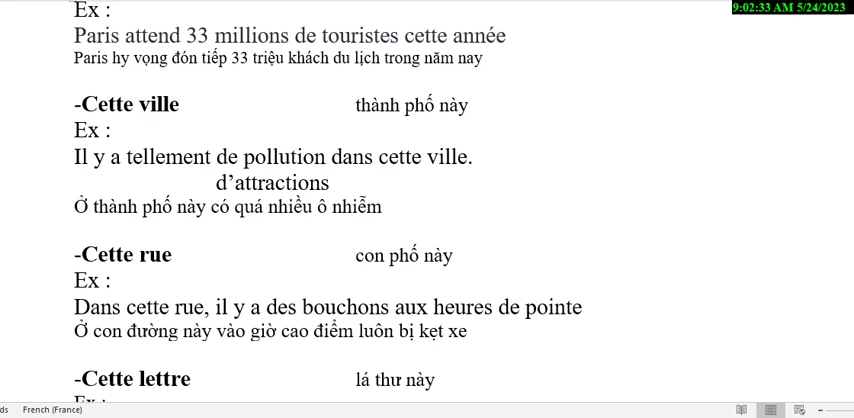 9:02:33 AM 5/24/2023
Ex :
Paris attend 33 millions de touristes cette année
Paris hy vọng đón tiếp 33 triệu khách du lịch trong năm nay
-Cette ville thành phố này
Ex :
Il y a tellement de pollution dans cette ville.
d’attractions
Ở thành phố này có quá nhiều ô nhiễm
-Cette rue con phố này
Ex :
Dans cette rue, il y a des bouchons aux heures de pointe
Ở con đường này vào giờ cao điểm luôn bị kẹt xe
-Cette lettre lá thư này
Ex :
ds French (France)